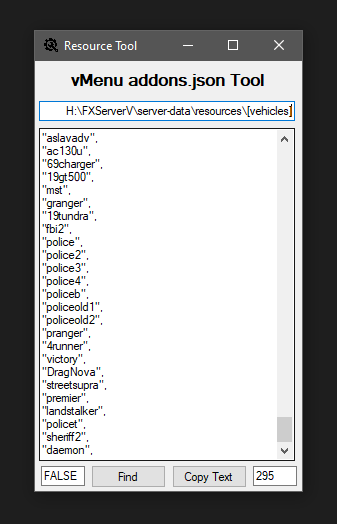 Resource Tool
vMenu addons.json Tool
H:\FXServerV\server-data\resources\[vehicles]
"aslavadv",
"ac130u",
"69charger",
"19gt500",
"mst",
"granger",
"19tundra",
"fbi2",
"police",
"police2",
"police3",
"police4",
"policeb",
"policeold1",
"policeold2",
"pranger",
"4runner",
"victory",
"DragNova",
"streetsupra",
"premier",
"landstalker",
"policet",
"sheriff2",
"daemon",
FALSE Find Copy Text 295